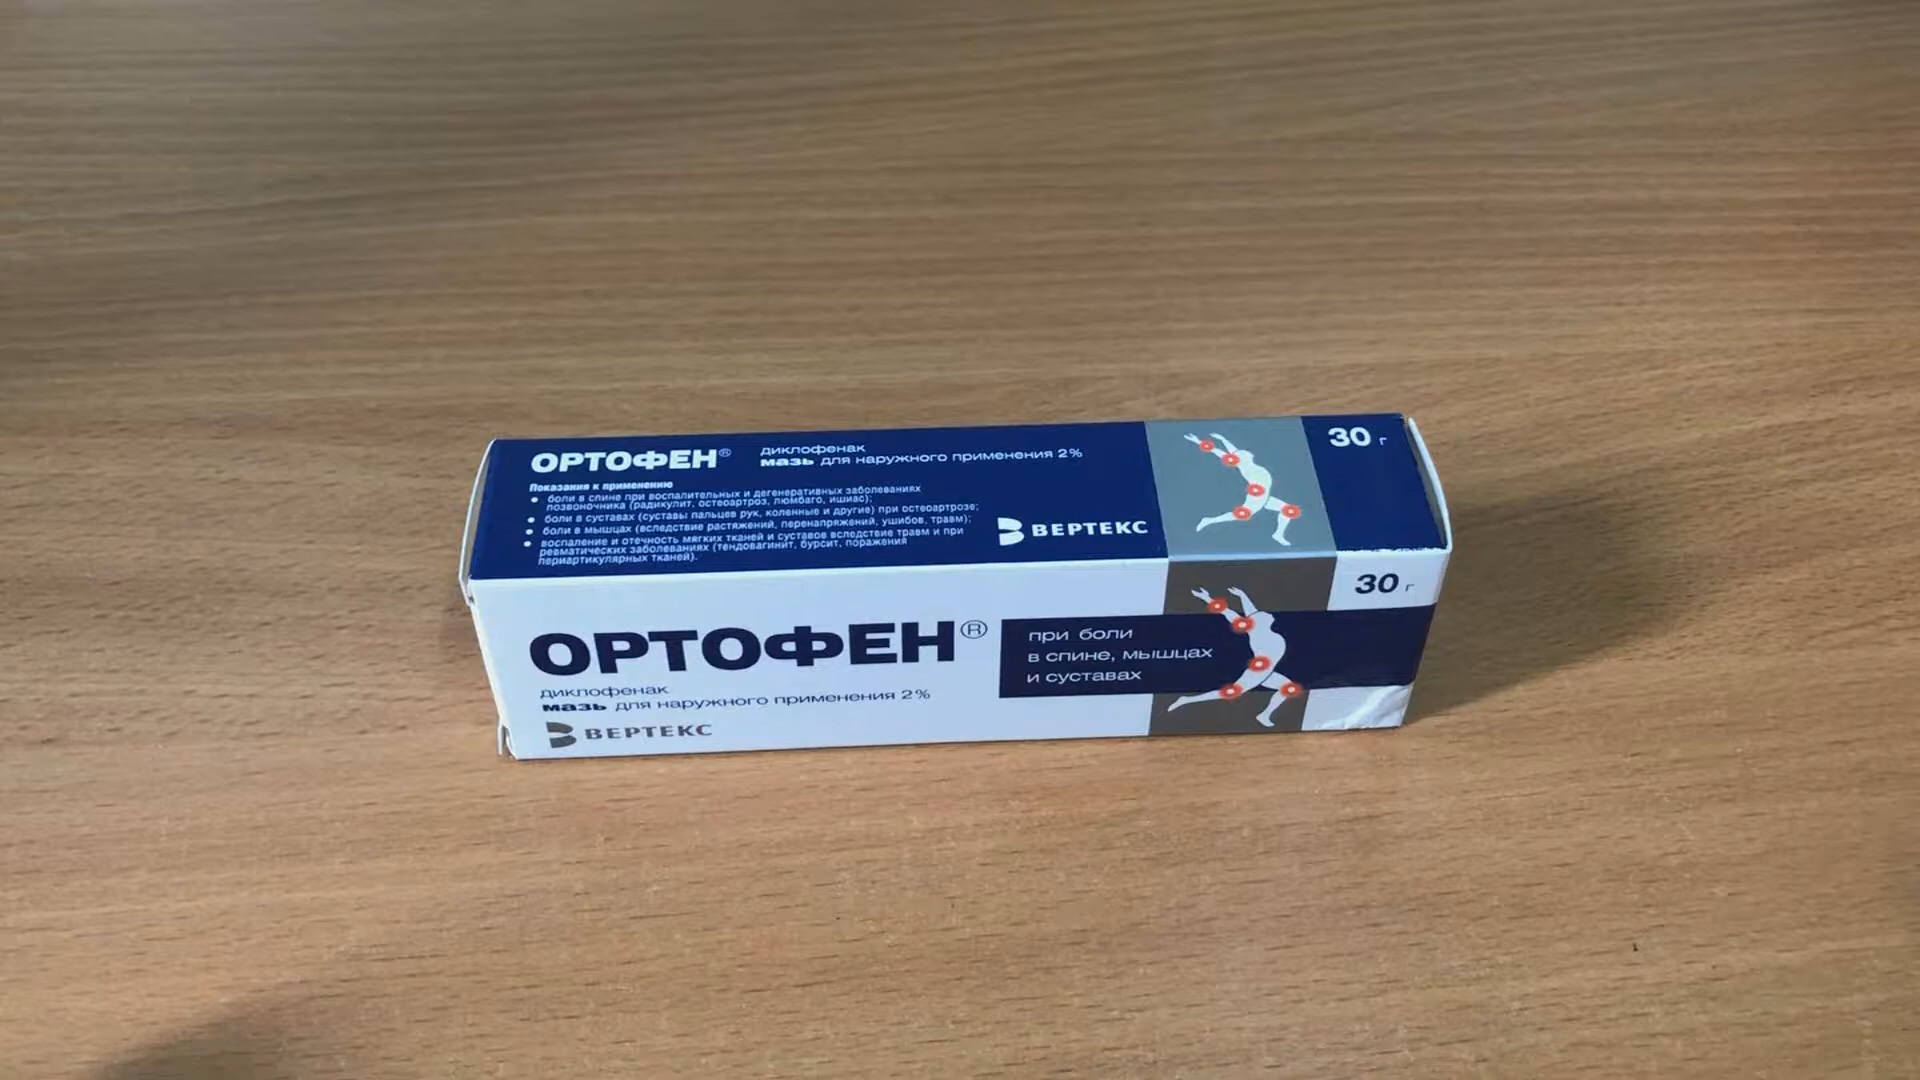 ОРТОФЕН®
диклофенак
мазь для наружного применения 2%
30 г
Показания к применению
• боли в спине при воспалительных и дегенеративных заболеваниях
позвоночника (радикулит, остеоартроз, люмбаго, ишиас);
• боли в суставах (суставы пальцев рук, коленные и другие) при остеоартрозе;
• боли в мышцах (вследствие растяжений, перенапряжений, ушибов, травм);
• воспаление и отечность мягких тканей и суставов вследствие травм и при
ревматических заболеваниях (тендовагинит, бурсит, поражения
периартикулярных тканей).
ВЕРТЕКС
30 г
ОРТОФЕН®
при боли
в спине, мышцах
и суставах
диклофенак
мазь для наружного применения 2%
ВЕРТЕКС